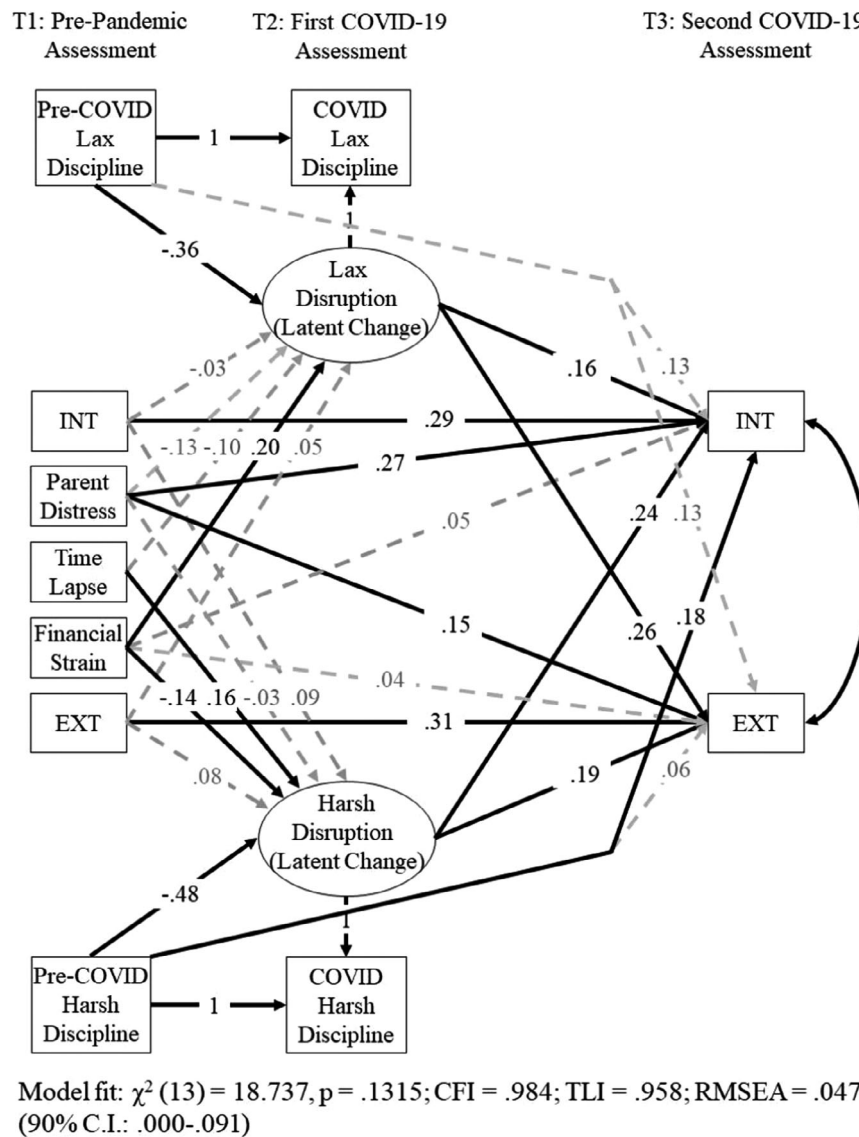 T1: Pre-Pandemic
Assessment
T2: First COVID-19
Assessment
T3: Second COVID-19
Assessment
Pre-COVID
Lax
Discipline
1
COVID
Lax
Discipline
1
-.36
Lax
Disruption
(Latent Change)
-.03
.16
.13
INT
.29
INT
-.13
-.10
.20
.05
.27
Parent
Distress
.05
.24
.13
Time
Lapse
.15
.26
.18
Financial
Strain
-.14
.16
-.03
.09
.04
EXT
.31
EXT
.08
.19
.06
Harsh
Disruption
(Latent Change)
-.48
1
Pre-COVID
Harsh
Discipline
1
COVID
Harsh
Discipline
Model fit: χ² (13) = 18.737, p = .1315; CFI = .984; TLI = .958; RMSEA = .047
(90% C.I.: .000-.091)